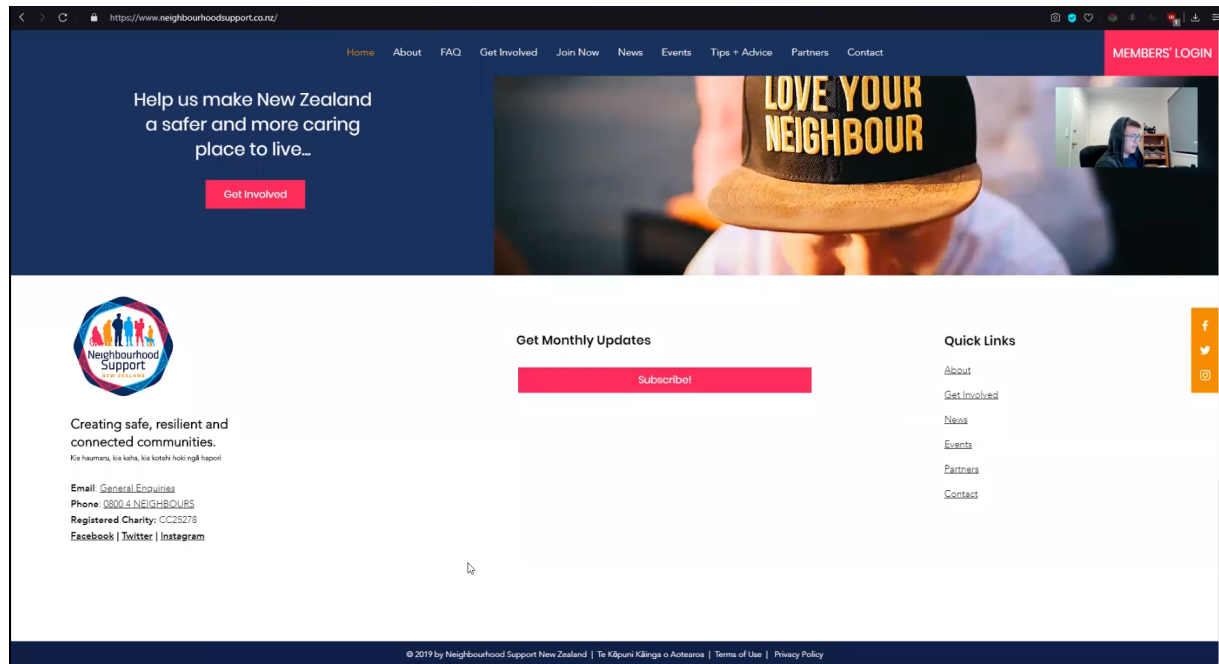 https://www.neighbourhoodsupport.co.nz/
Home About FAQ Get Involved Join Now News Events Tips + Advice Partners Contact
MEMBERS' LOGIN
Help us make New Zealand
a safer and more caring
place to live...
Get Involved
LOVE YOUR
NEIGHBOUR
Neighbourhood
Support
NEW ZEALAND
Creating safe, resilient and
connected communities.
Kia haumaru, kia kaha, kia kotahi hoki ngā hapori
Email: General Enquiries
Phone: 0800 4 NEIGHBOURS
Registered Charity: CC25278
Facebook | Twitter | Instagram
Get Monthly Updates
Subscribe!
Quick Links
About
Get Involved
News
Events
Partners
Contact
© 2019 by Neighbourhood Support New Zealand | Te Kāpuni Kāinga o Aotearoa | Terms of Use | Privacy Policy